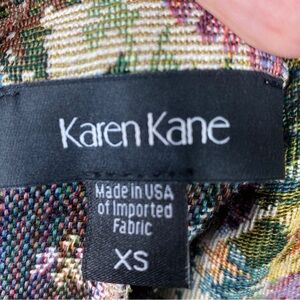 Karen Kane
Made in USA
of Imported
Fabric
XS